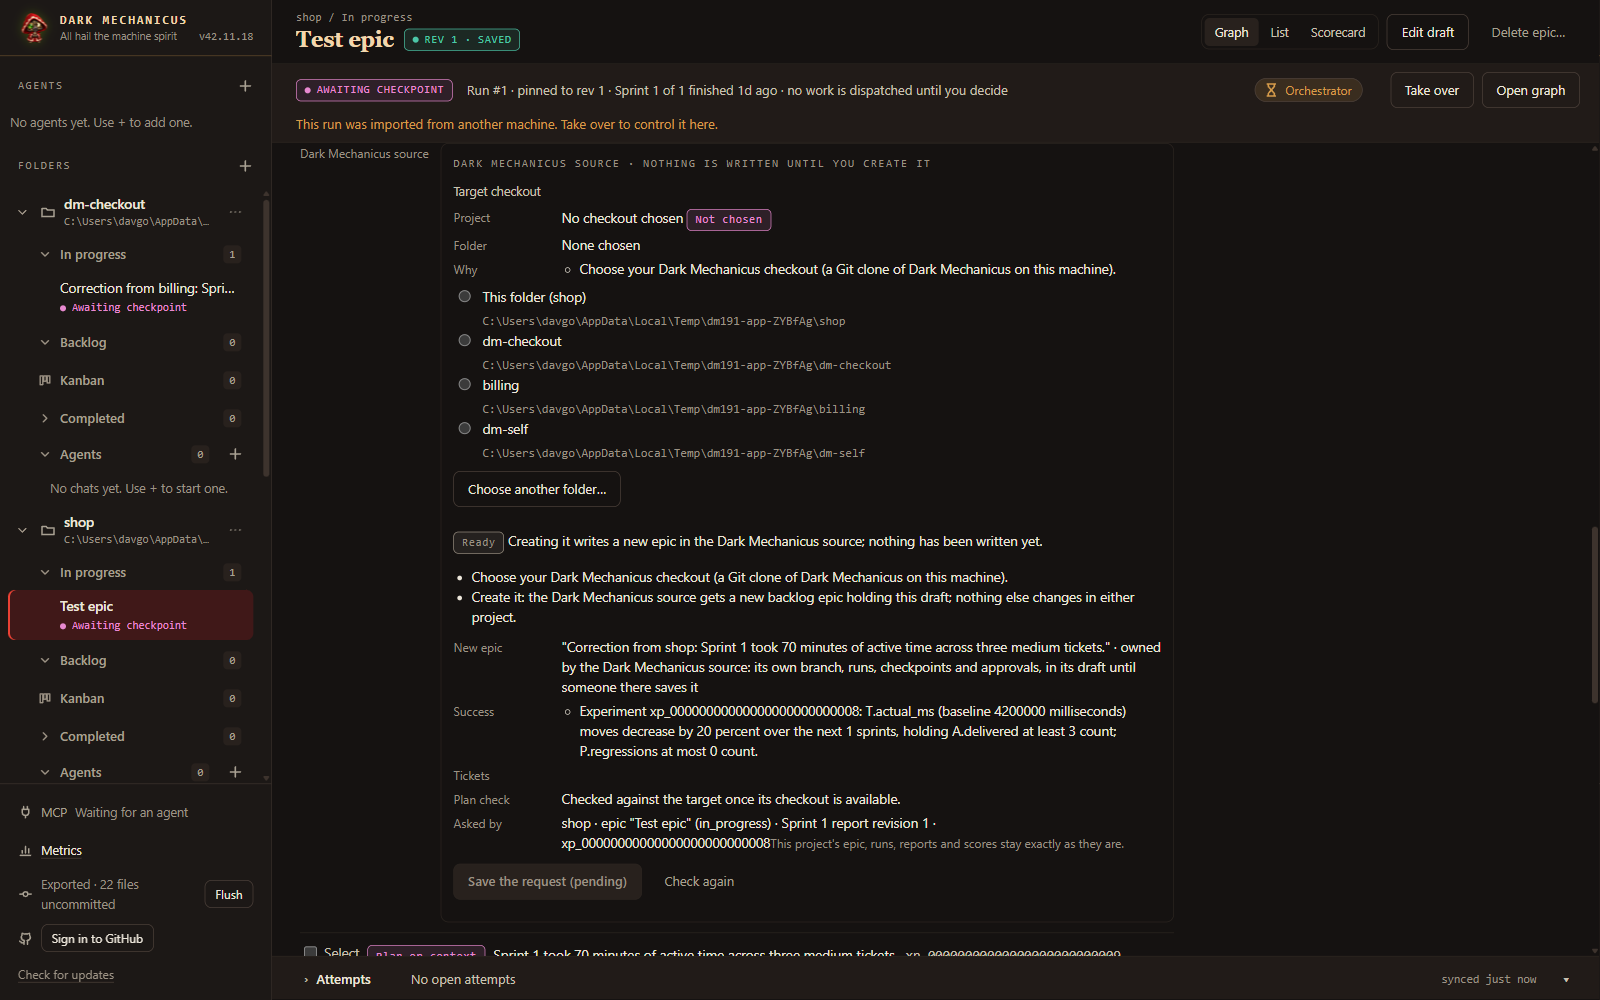 DARK MECHANICUS
All hail the machine spirit v42.11.18
AGENTS
No agents yet. Use + to add one.
FOLDERS
dm-checkout
C:\Users\davgo\AppData\…
In progress 1
Correction from billing: Spri...
Awaiting checkpoint
Backlog 0
Kanban 0
Completed 0
Agents 0
No chats yet. Use + to start one.
shop
C:\Users\davgo\AppData\…
In progress 1
Test epic
Awaiting checkpoint
Backlog 0
Kanban 0
Completed 0
Agents 0
MCP Waiting for an agent
Metrics
Exported · 22 files uncommitted
Flush
Sign in to GitHub
Check for updates
shop / In progress
Test epic REV 1 · SAVED
Graph List Scorecard Edit draft Delete epic...
AWAITING CHECKPOINT Run #1 · pinned to rev 1 · Sprint 1 of 1 finished 1d ago · no work is dispatched until you decide
Orchestrator Take over Open graph
This run was imported from another machine. Take over to control it here.
Dark Mechanicus source
DARK MECHANICUS SOURCE · NOTHING IS WRITTEN UNTIL YOU CREATE IT
Target checkout
Project No checkout chosen Not chosen
Folder None chosen
Why Choose your Dark Mechanicus checkout (a Git clone of Dark Mechanicus on this machine).
This folder (shop)
C:\Users\davgo\AppData\Local\Temp\dm191-app-ZYBfAg\shop
dm-checkout
C:\Users\davgo\AppData\Local\Temp\dm191-app-ZYBfAg\dm-checkout
billing
C:\Users\davgo\AppData\Local\Temp\dm191-app-ZYBfAg\billing
dm-self
C:\Users\davgo\AppData\Local\Temp\dm191-app-ZYBfAg\dm-self
Choose another folder...
Ready Creating it writes a new epic in the Dark Mechanicus source; nothing has been written yet.
Choose your Dark Mechanicus checkout (a Git clone of Dark Mechanicus on this machine).
Create it: the Dark Mechanicus source gets a new backlog epic holding this draft; nothing else changes in either
project.
New epic "Correction from shop: Sprint 1 took 70 minutes of active time across three medium tickets." · owned
by the Dark Mechanicus source: its own branch, runs, checkpoints and approvals, in its draft until
someone there saves it
Success Experiment xp_00000000000000000000000008: T.actual_ms (baseline 4200000 milliseconds)
moves decrease by 20 percent over the next 1 sprints, holding A.delivered at least 3 count;
P.regressions at most 0 count.
Tickets
Plan check Checked against the target once its checkout is available.
Asked by shop · epic "Test epic" (in_progress) · Sprint 1 report revision 1 ·
xp_00000000000000000000000008This project's epic, runs, reports and scores stay exactly as they are.
Save the request (pending) Check again
Select Plan or context Sprint 1 took 70 minutes of active time across three medium tickets. xp_00000000000000000000000009
Attempts No open attempts
synced just now